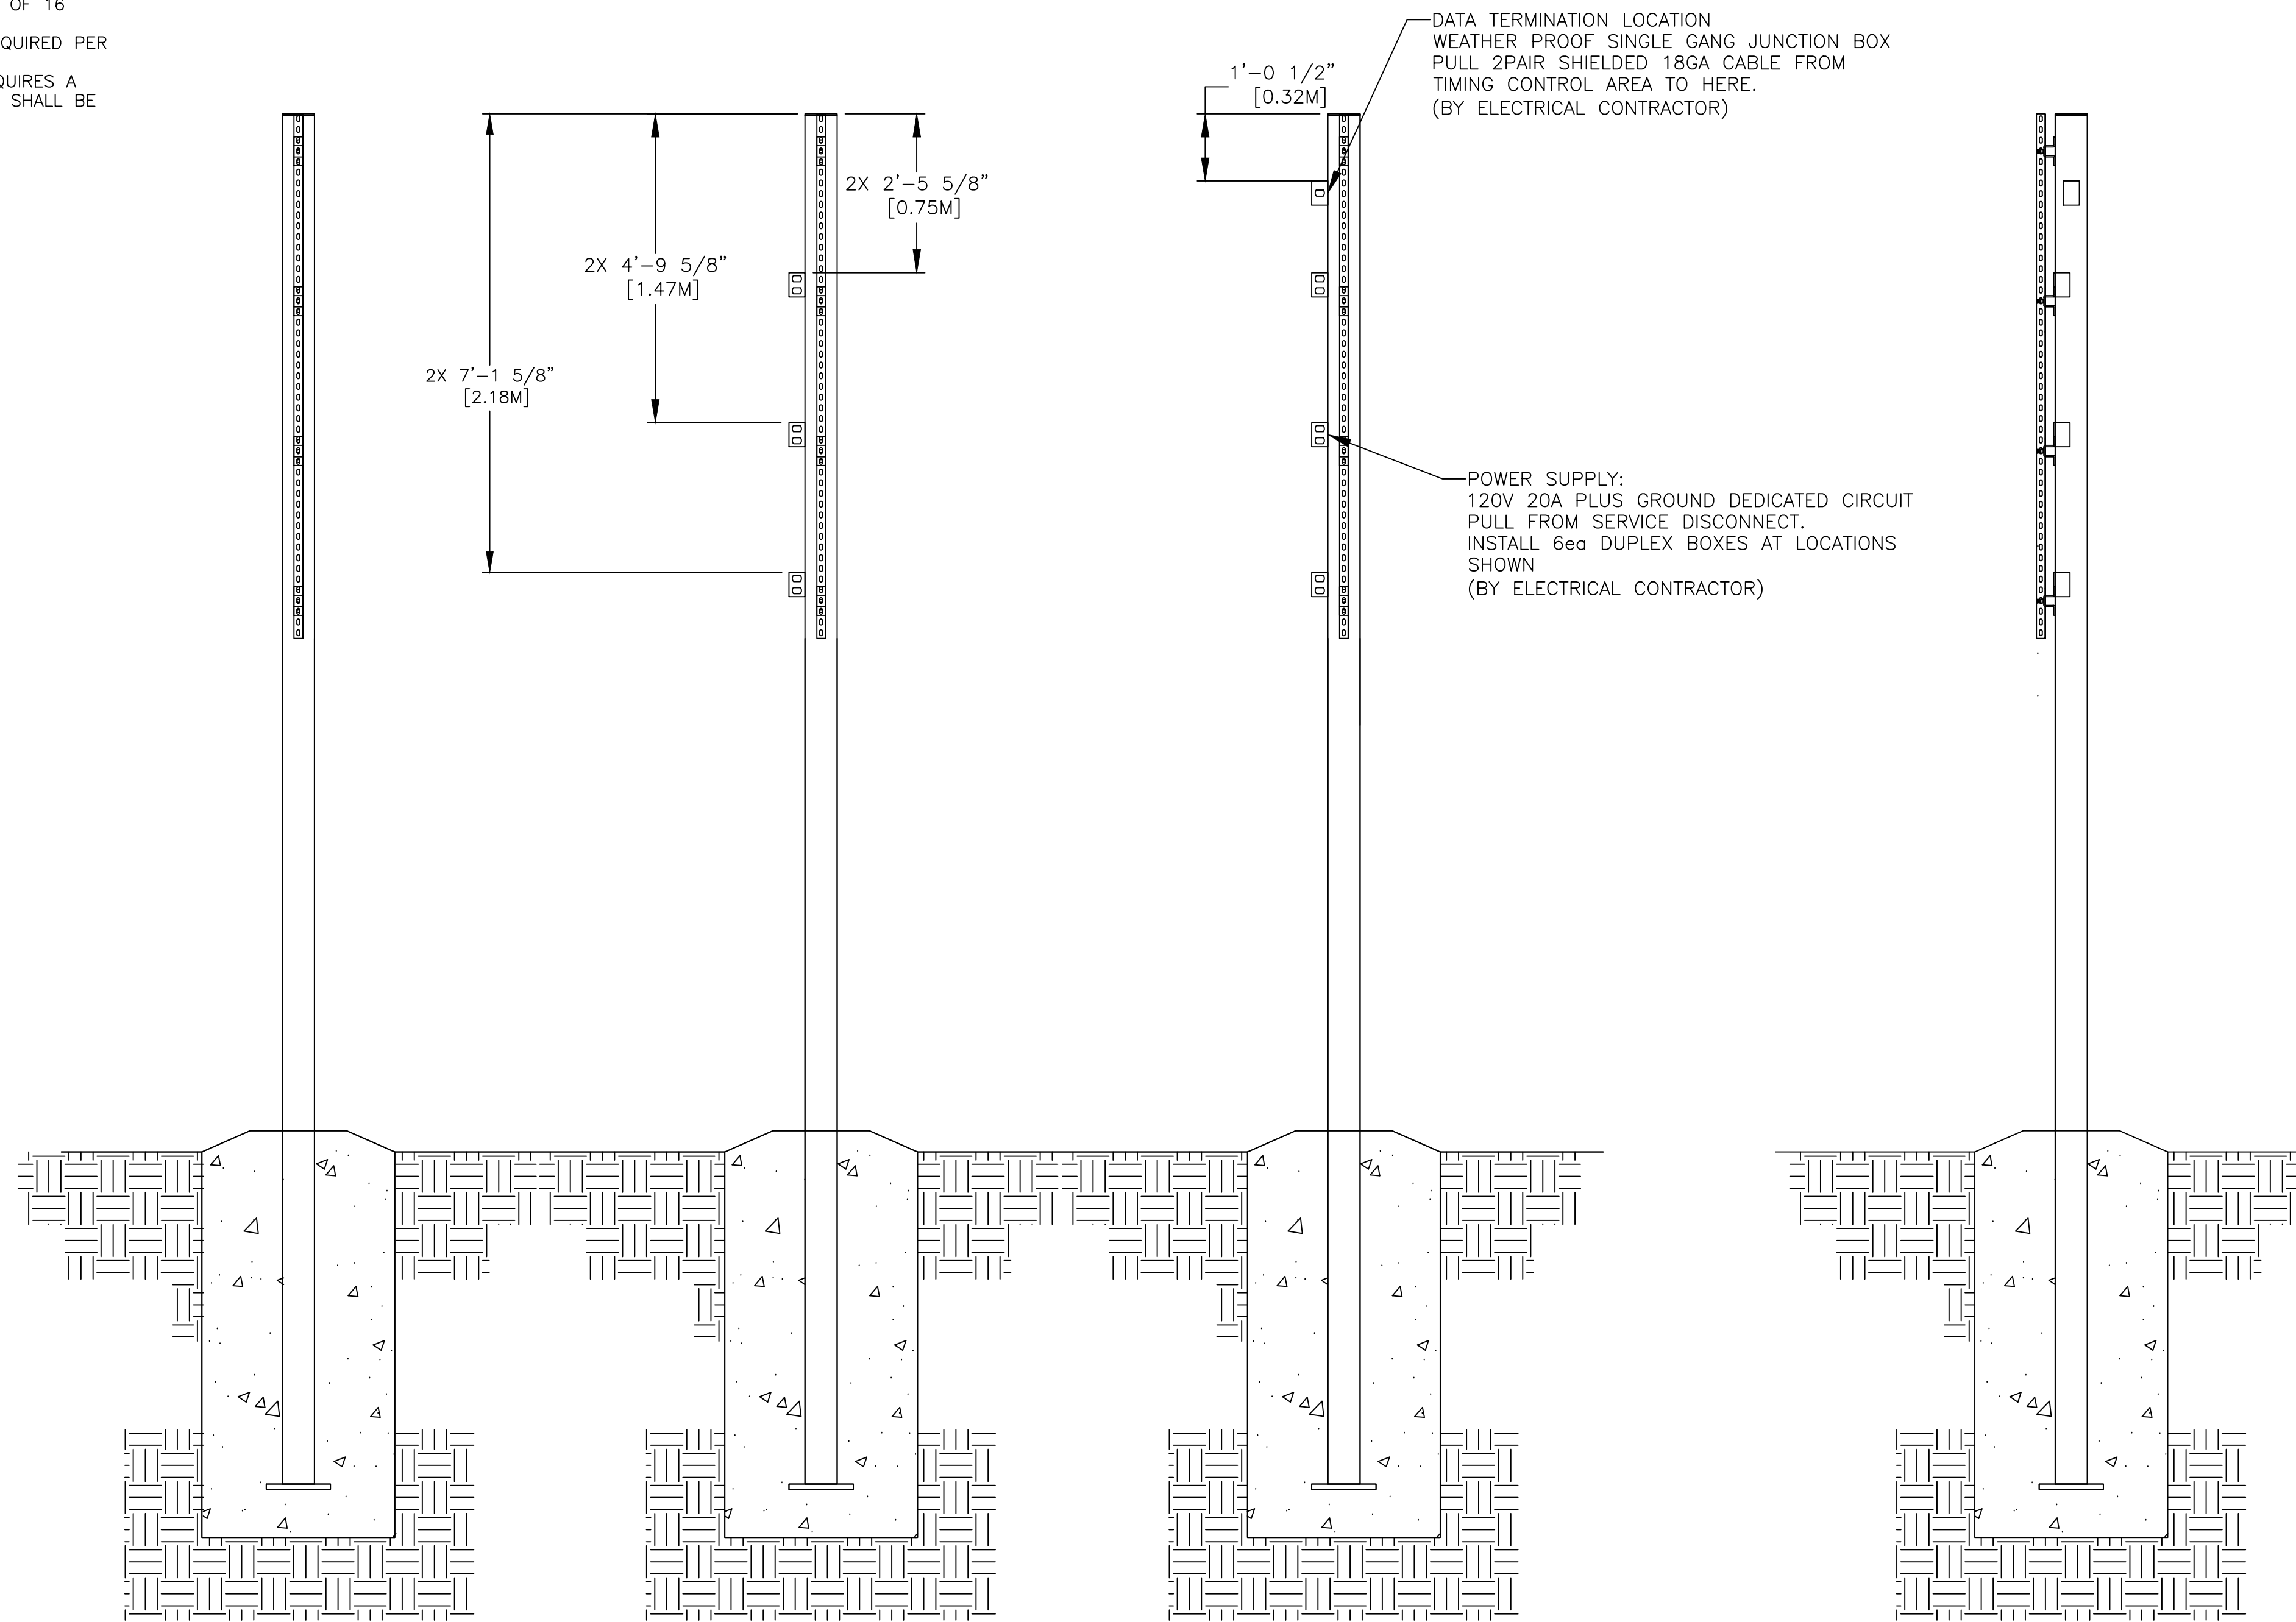 OF 16
QUIRED PER
QUIRES A
SHALL BE
DATA TERMINATION LOCATION
WEATHER PROOF SINGLE GANG JUNCTION BOX
PULL 2PAIR SHIELDED 18GA CABLE FROM
TIMING CONTROL AREA TO HERE.
(BY ELECTRICAL CONTRACTOR)
1'-0 1/2"
[0.32M]
2X 2'-5 5/8"
[0.75M]
2X 4'-9 5/8"
[1.47M]
2X 7'-1 5/8"
[2.18M]
POWER SUPPLY:
120V 20A PLUS GROUND DEDICATED CIRCUIT
PULL FROM SERVICE DISCONNECT.
INSTALL 6ea DUPLEX BOXES AT LOCATIONS
SHOWN
(BY ELECTRICAL CONTRACTOR)